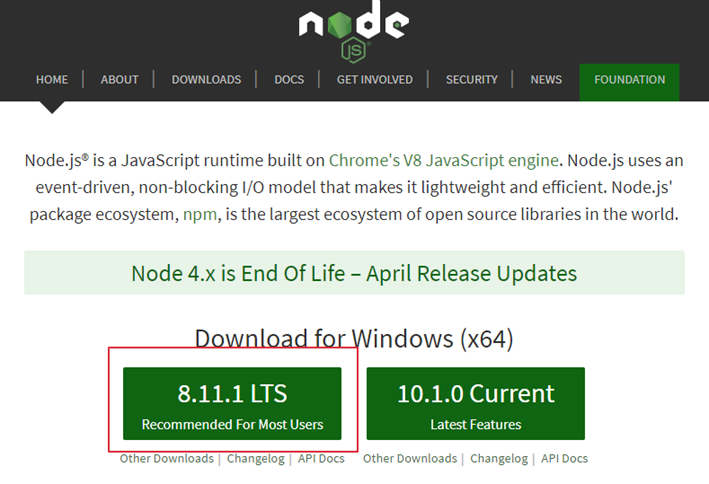 node
JS
HOME | ABOUT | DOWNLOADS | DOCS | GET INVOLVED | SECURITY | NEWS FOUNDATION
Node.js® is a JavaScript runtime built on Chrome's V8 JavaScript engine. Node.js uses an
event-driven, non-blocking I/O model that makes it lightweight and efficient. Node.js'
package ecosystem, npm, is the largest ecosystem of open source libraries in the world.
Node 4.x is End Of Life – April Release Updates
Download for Windows (x64)
8.11.1 LTS
Recommended For Most Users
Other Downloads | Changelog | API Docs
10.1.0 Current
Latest Features
Other Downloads | Changelog | API Docs